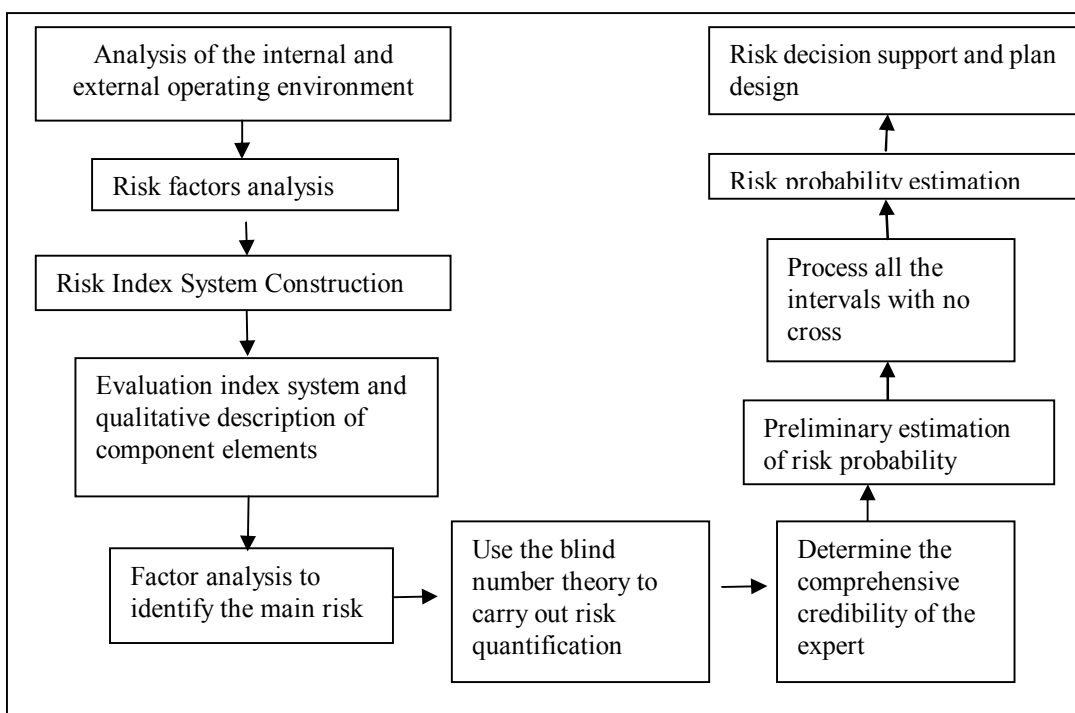 Analysis of the internal and
external operating environment
Risk factors analysis
Risk Index System Construction
Evaluation index system and
qualitative description of
component elements
Factor analysis to
identify the main risk
Use the blind
number theory to
carry out risk
quantification
Determine the
comprehensive
credibility of the
expert
Preliminary estimation
of risk probability
Process all the
intervals with no
cross
Risk probability estimation
Risk decision support and plan
design